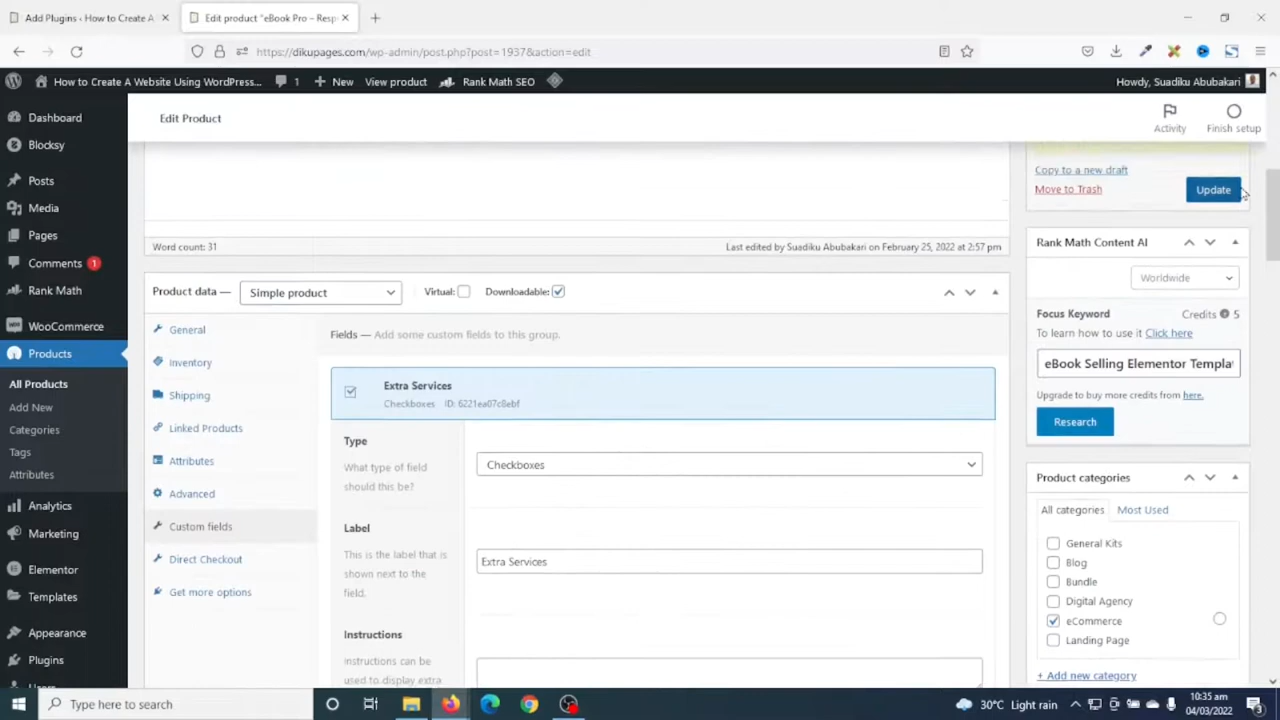 Add Plugins ‹ How to Create A
Edit product "eBook Pro – Resp
https://dikupages.com/wp-admin/post.php?post=1937&action=edit
How to Create A Website Using WordPress...
1
New
View product
Rank Math SEO
Howdy, Suadiku Abubakari
Dashboard
Blocksy
Posts
Media
Pages
Comments 1
Rank Math
WooCommerce
Products
All Products
Add New
Categories
Tags
Attributes
Analytics
Marketing
Elementor
Templates
Appearance
Plugins
Edit Product
Activity
Finish setup
Word count: 31
Last edited by Suadiku Abubakari on February 25, 2022 at 2:57 pm
Product data —
Simple product
Virtual:
Downloadable:
General
Inventory
Shipping
Linked Products
Attributes
Advanced
Custom fields
Direct Checkout
Get more options
Fields — Add some custom fields to this group.
Extra Services
Checkboxes ID: 6221ea07c8ebf
Type
What type of field
should this be?
Checkboxes
Label
This is the label that is
shown next to the
field.
Extra Services
Instructions
Instructions can be
used to display extra
Copy to a new draft
Move to Trash
Update
Rank Math Content AI
Worldwide
Focus Keyword
Credits 5
To learn how to use it Click here
eBook Selling Elementor Templa
Upgrade to buy more credits from here.
Research
Product categories
All categories
Most Used
General Kits
Blog
Bundle
Digital Agency
eCommerce
Landing Page
+ Add new category
Type here to search
30°C Light rain
10:35 am
04/03/2022
3